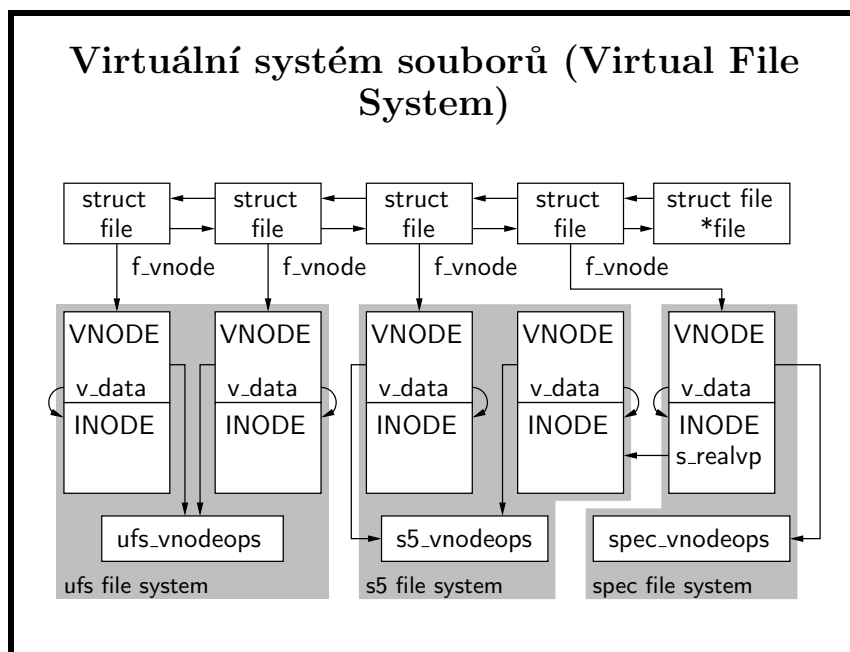 Virtuální systém souborů (Virtual File
System)
struct
file
struct
file
struct
file
struct
file
struct file
*file
f_vnode
f_vnode
f_vnode
f_vnode
VNODE
v_data
INODE
VNODE
v_data
INODE
VNODE
v_data
INODE
VNODE
v_data
INODE
VNODE
v_data
INODE
s_realvp
ufs_vnodeops
s5_vnodeops
spec_vnodeops
ufs file system
s5 file system
spec file system